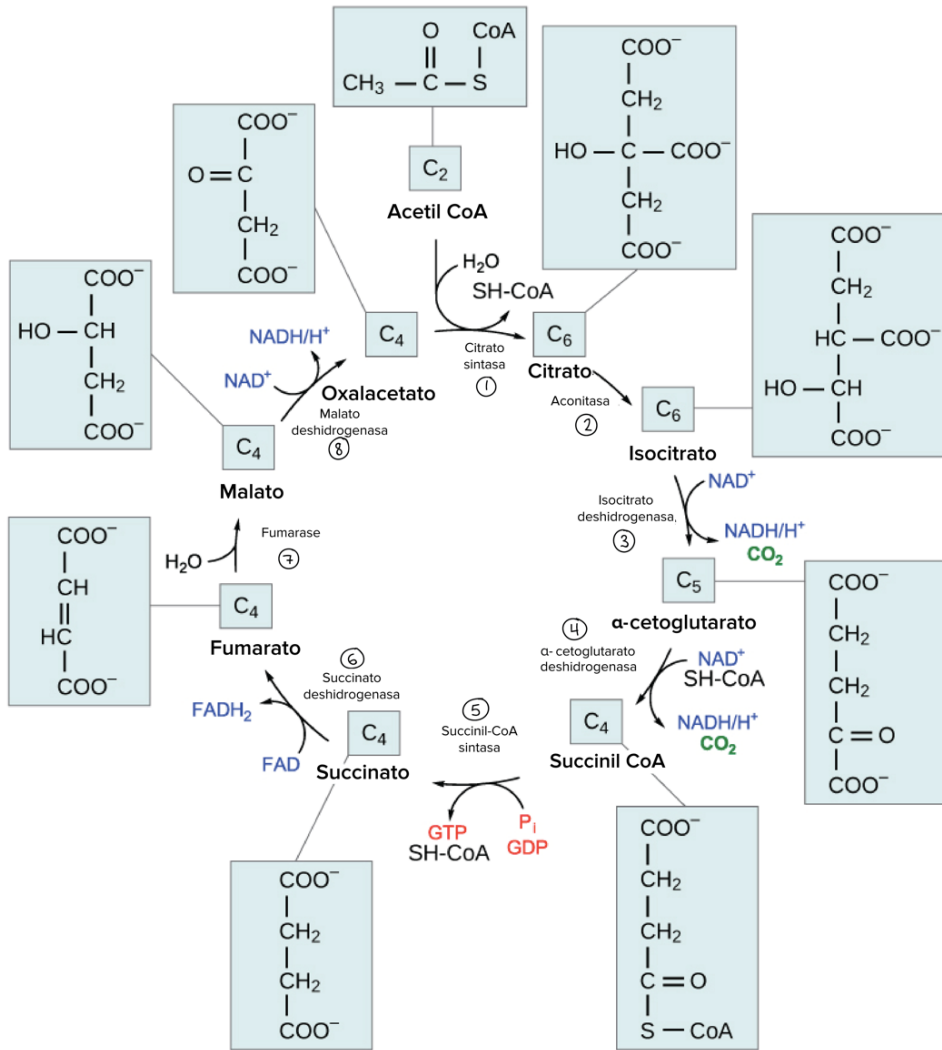 O CoA
||
CH₃ — C — S
C₂
Acetil CoA
COO⁻
CH₂
HO — C — COO⁻
CH₂
COO⁻
C₆
Citrato
H₂O
SH-CoA
Citrato
sintasa
①
Aconitasa
②
COO⁻
CH₂
HC — COO⁻
HO — CH
COO⁻
C₆
Isocitrato
Isocitrato
deshidrogenasa,
③
NAD⁺
NADH/H⁺
CO₂
COO⁻
CH₂
CH₂
C = O
COO⁻
C₅
α-cetoglutarato
④
α- cetoglutarato
deshidrogenasa
NAD⁺
SH-CoA
NADH/H⁺
CO₂
C₄
Succinil CoA
COO⁻
CH₂
CH₂
C = O
S — CoA
⑤
Succinil-CoA
sintasa
Pᵢ
GDP
GTP
SH-CoA
C₄
Succinato
COO⁻
CH₂
CH₂
COO⁻
⑥
Succinato
deshidrogenasa
FADH₂
FAD
C₄
Fumarato
COO⁻
CH
||
HC
COO⁻
H₂O
Fumarase
⑦
C₄
Malato
COO⁻
HO — CH
CH₂
COO⁻
NADH/H⁺
NAD⁺
Malato
deshidrogenasa
⑧
C₄
Oxalacetato
COO⁻
O = C
CH₂
COO⁻